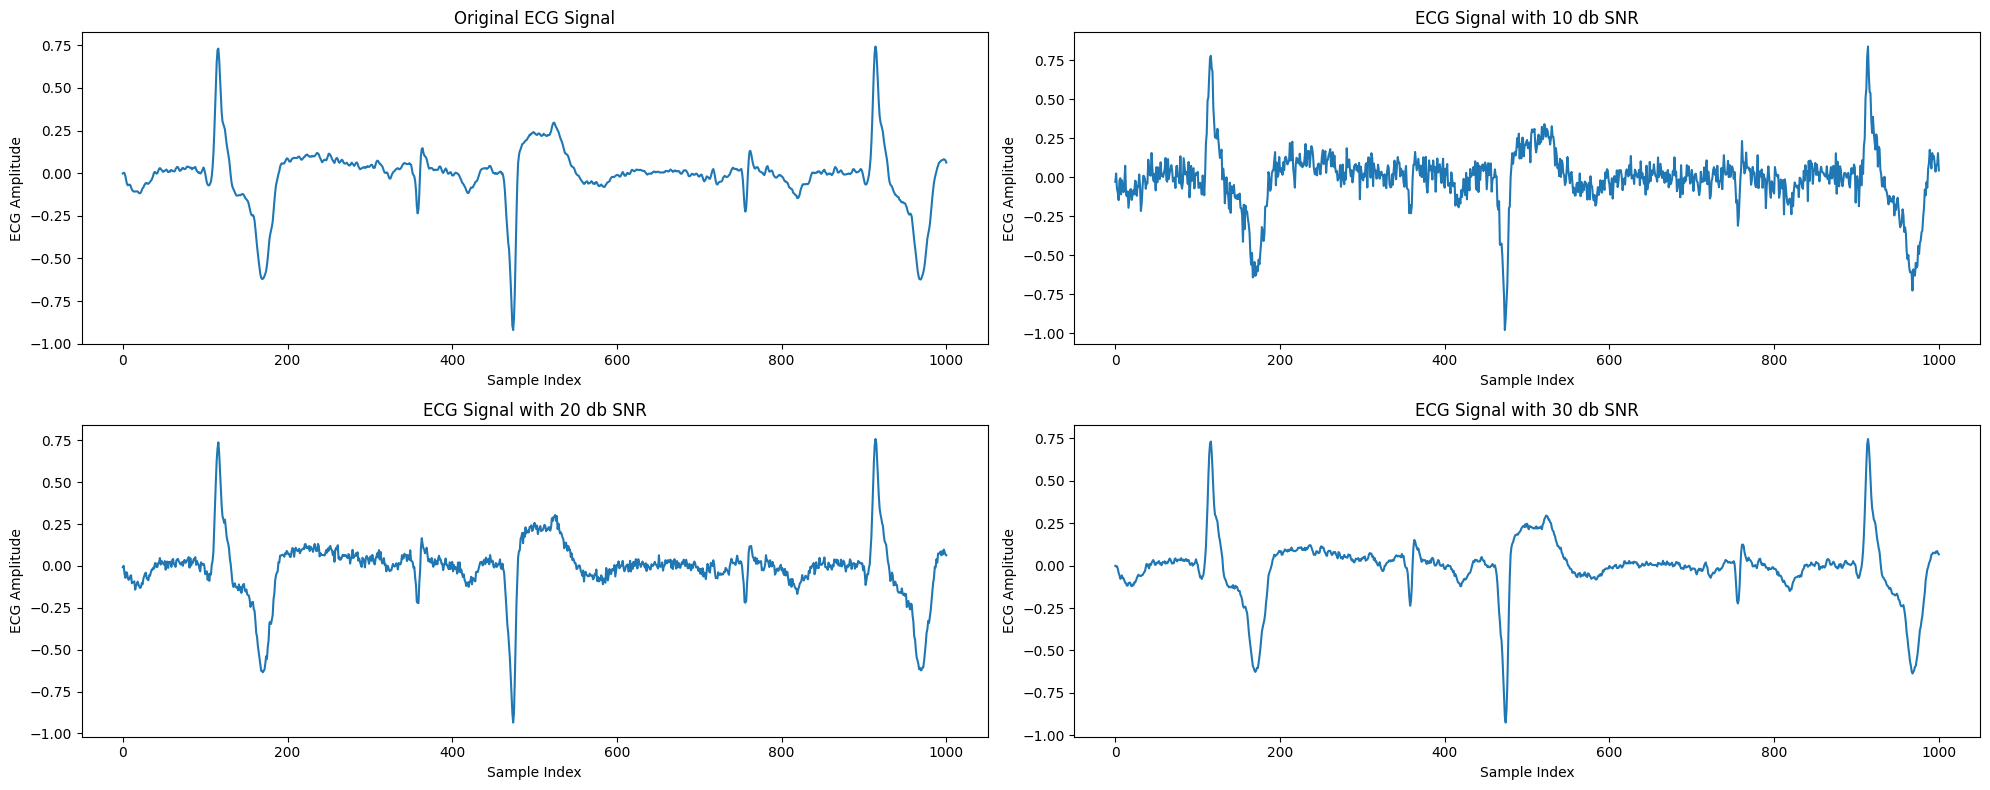 Original ECG Signal
ECG Amplitude
0.75
0.50
0.25
0.00
−0.25
−0.50
−0.75
−1.00
0 200 400 600 800 1000
Sample Index
ECG Signal with 10 db SNR
ECG Amplitude
0.75
0.50
0.25
0.00
−0.25
−0.50
−0.75
−1.00
0 200 400 600 800 1000
Sample Index
ECG Signal with 20 db SNR
ECG Amplitude
0.75
0.50
0.25
0.00
−0.25
−0.50
−0.75
−1.00
0 200 400 600 800 1000
Sample Index
ECG Signal with 30 db SNR
ECG Amplitude
0.75
0.50
0.25
0.00
−0.25
−0.50
−0.75
−1.00
0 200 400 600 800 1000
Sample Index